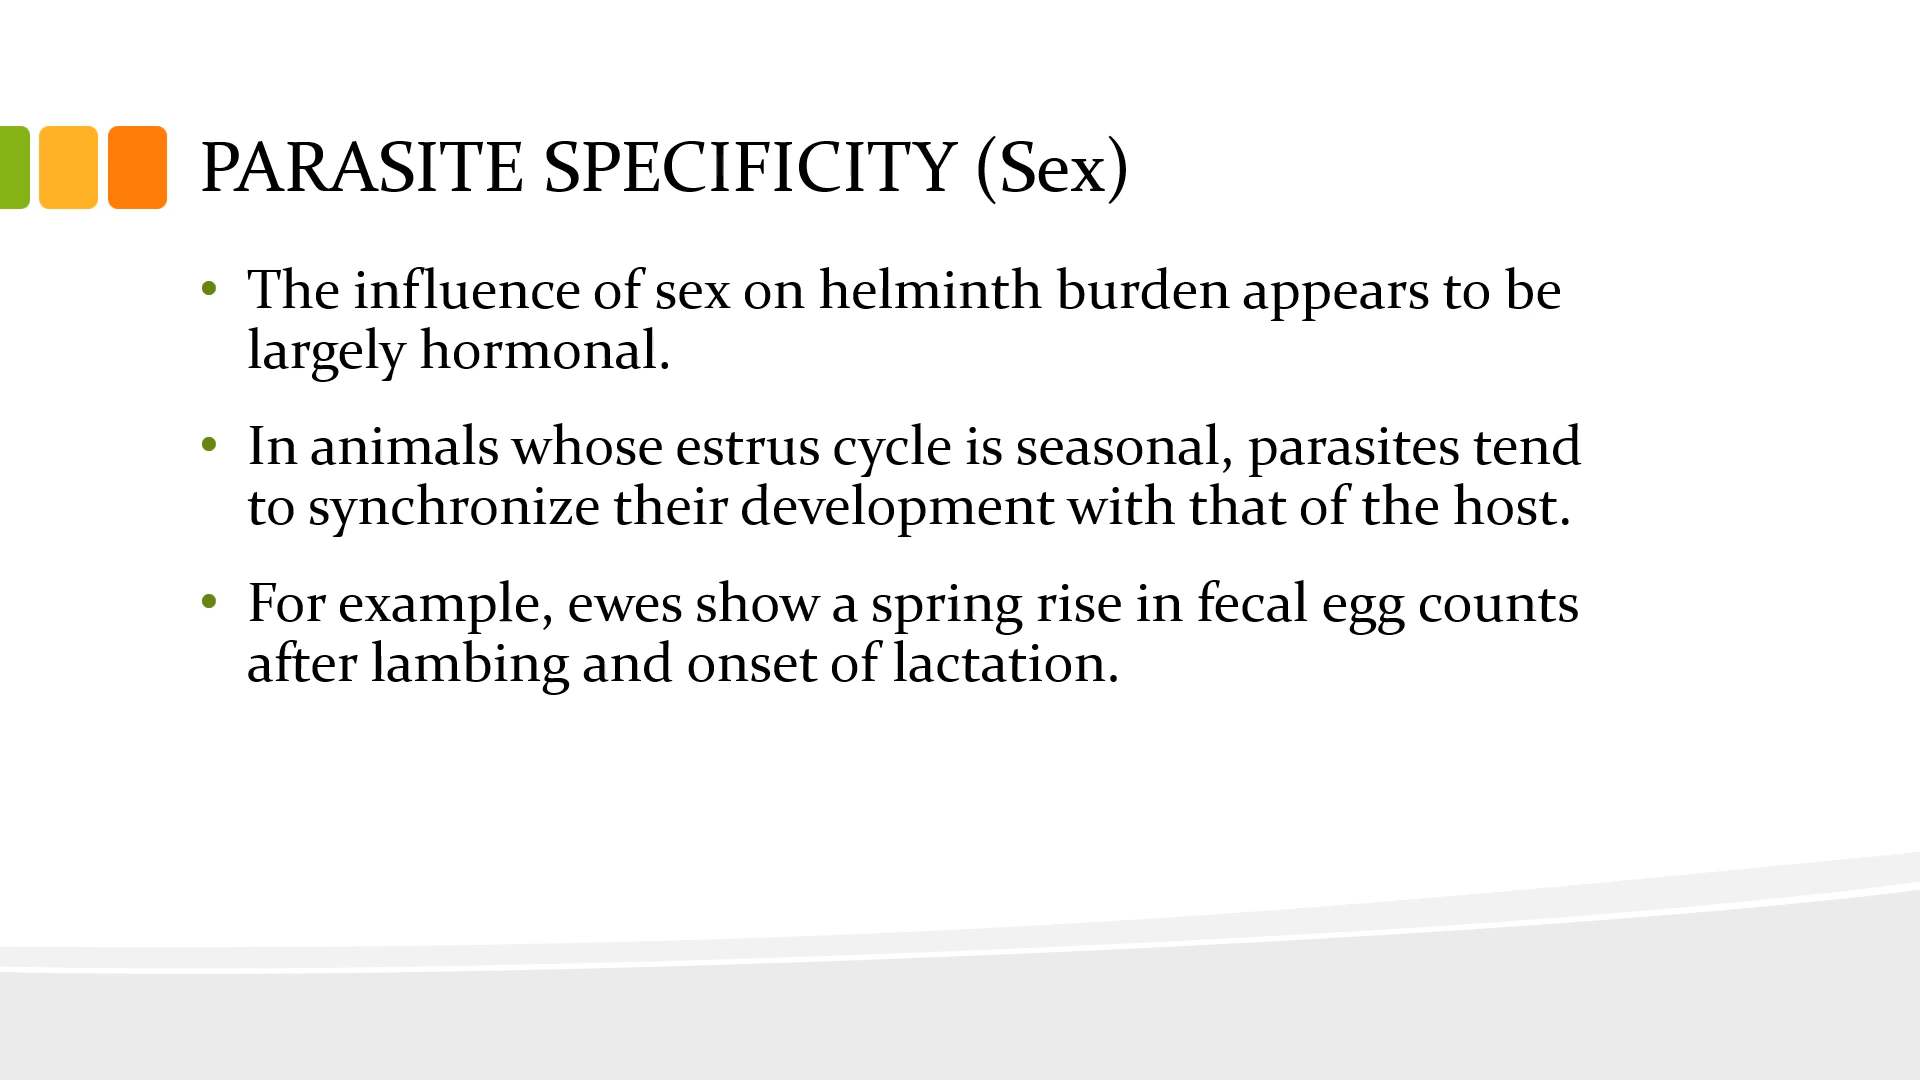 PARASITE SPECIFICITY (Sex)
• The influence of sex on helminth burden appears to be
largely hormonal.
• In animals whose estrus cycle is seasonal, parasites tend
to synchronize their development with that of the host.
• For example, ewes show a spring rise in fecal egg counts
after lambing and onset of lactation.